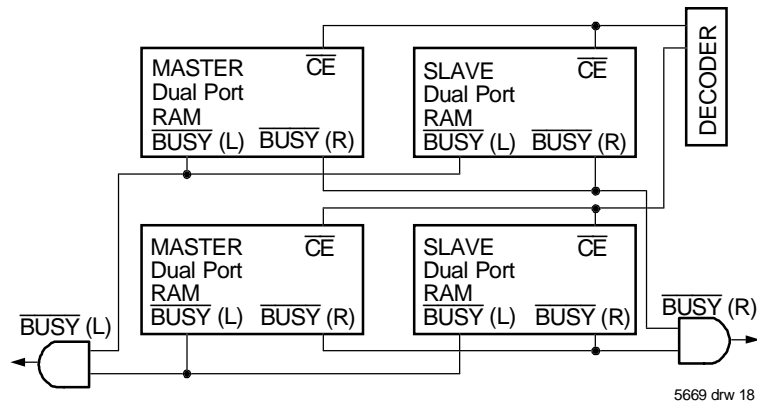 MASTER
Dual Port
RAM
BUSY (L) BUSY (R)
CE
SLAVE
Dual Port
RAM
BUSY (L) BUSY (R)
CE
DECODER
MASTER
Dual Port
RAM
BUSY (L) BUSY (R)
CE
SLAVE
Dual Port
RAM
BUSY (L) BUSY (R)
CE
BUSY (L)
BUSY (R)
5669 drw 18